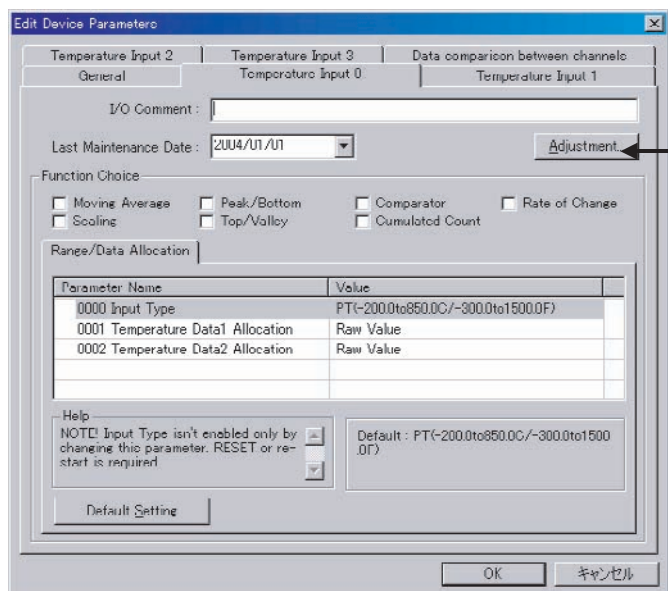 Edit Device Parameters
Temperature Input 2
Temperature Input 3
Data comparison between channels
General
Temperature Input 0
Temperature Input 1
I/O Comment :
Last Maintenance Date :
2004/01/01
Adjustment...
Function Choice
Moving Average
Peak/Bottom
Comparator
Rate of Change
Scaling
Top/Valley
Cumulated Count
Range/Data Allocation
Parameter Name
Value
0000 Input Type
PT(-200.0to850.0C/-300.0to1500.0F)
0001 Temperature Data1 Allocation
Raw Value
0002 Temperature Data2 Allocation
Raw Value
Help
NOTE! Input Type isn't enabled only by
changing this parameter. RESET or re-
start is required
Default : PT(-200.0to850.0C/-300.0to1500
.0F)
Default Setting
OK
キャンセル